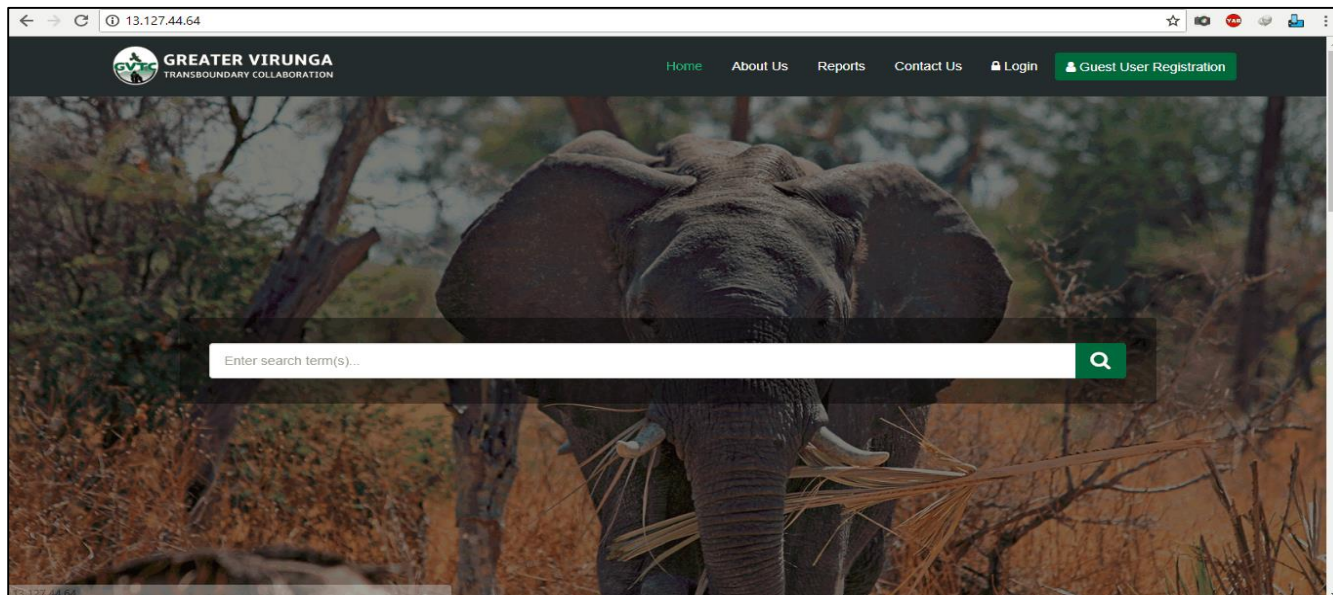 13.127.44.64
GVTC
GREATER VIRUNGA
TRANSBOUNDARY COLLABORATION
Home About Us Reports Contact Us Login Guest User Registration
Enter search term(s)...
13.127.44.64